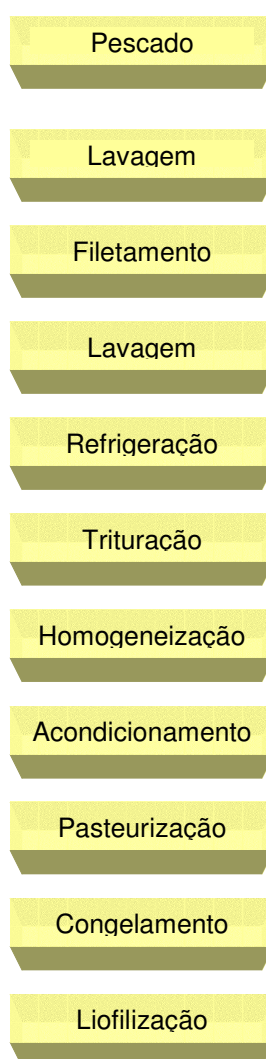 Pescado
Lavagem
Filetamento
Lavagem
Refrigeração
Trituração
Homogeneização
Acondicionamento
Pasteurização
Congelamento
Liofilização